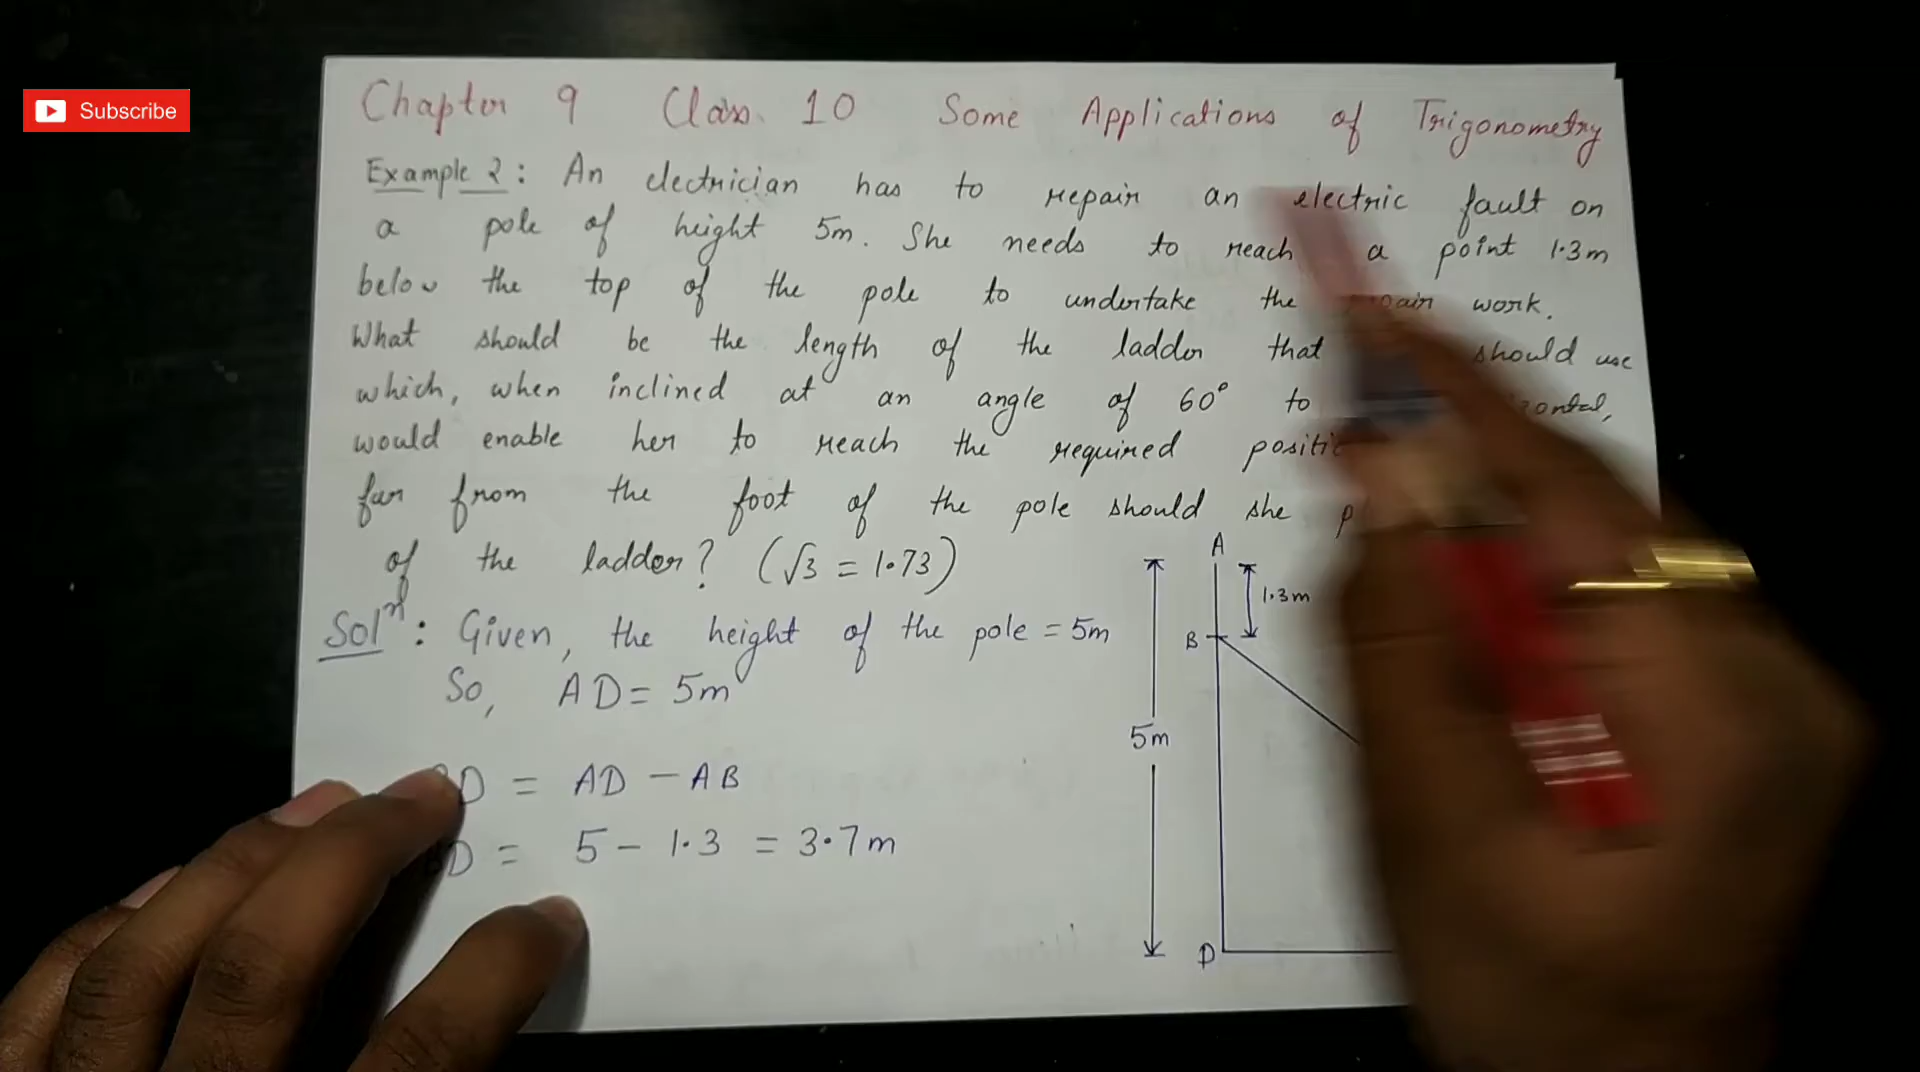 Subscribe
Chapter 9 Class 10 Some Applications of Trigonometry
Example 2: An electrician has to repair an electric fault on
a pole of height 5m. She needs to reach a point 1.3m
below the top of the pole to undertake the work.
What should be the length of the ladder that should use
which, when inclined at an angle of 60° to
would enable her to reach the required
far from the foot of the pole should she
of the ladder? (√3 = 1.73)
Solⁿ: Given, the height of the pole = 5m
So, AD = 5m
BD = AD - AB
BD = 5 - 1.3 = 3.7m
A
1.3m
B
5m
D